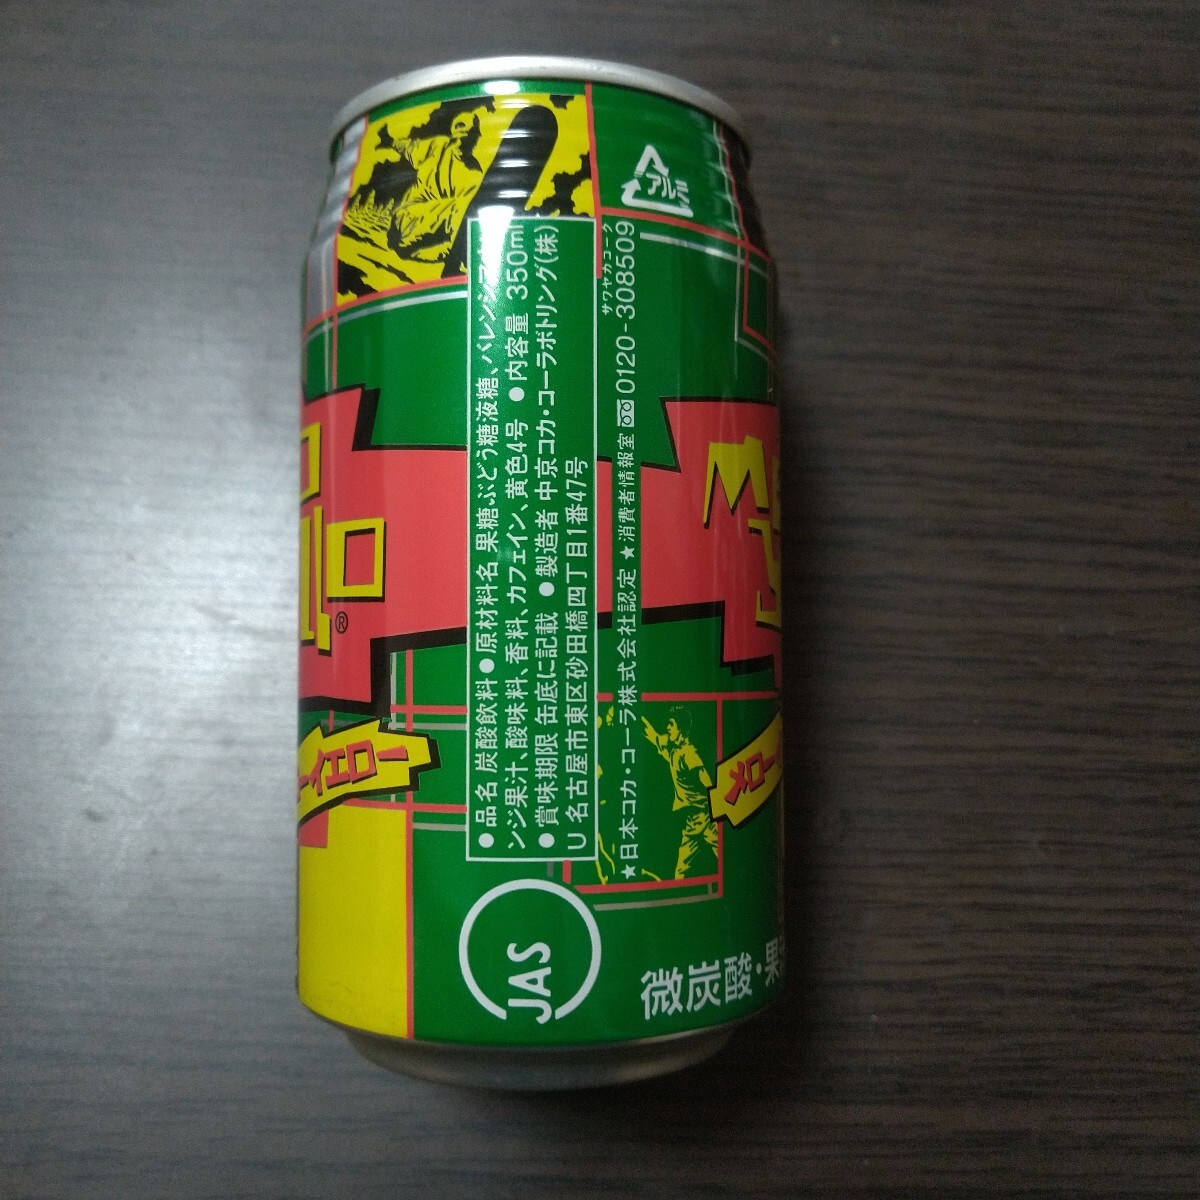 ●品名 炭酸飲料●原材料名 果糖ぶどう糖液糖、バレンシアオレ
ンジ果汁、酸味料、香料、カフェイン、黄色4号 ●内容量 350ml
●賞味期限 缶底に記載 ●製造者 中京コカ・コーラボトリング(株)
U 名古屋市東区砂田橋四丁目1番47号
サワヤカコーク
★日本コカ・コーラ株式会社認定 ★消費者情報室 0120-308509
アルミ
JAS
微炭酸・果
®